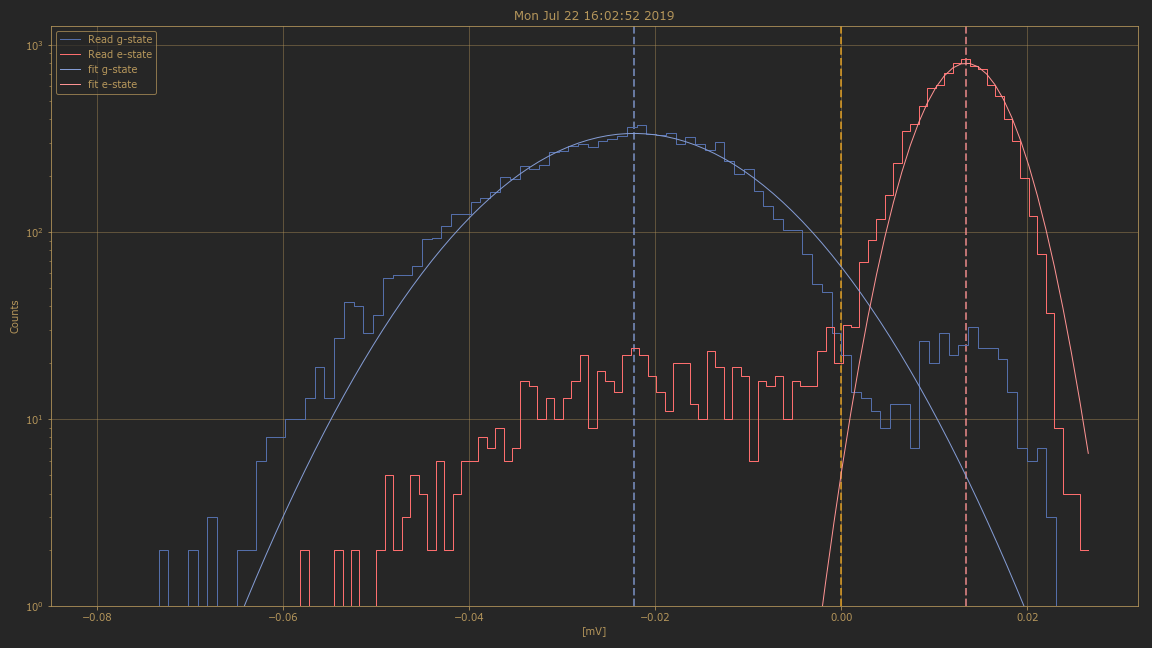 Mon Jul 22 16:02:52 2019
Read g-state
Read e-state
fit g-state
fit e-state
10³
10²
10¹
10⁰
Counts
−0.08 −0.06 −0.04 −0.02 0.00 0.02
[mV]